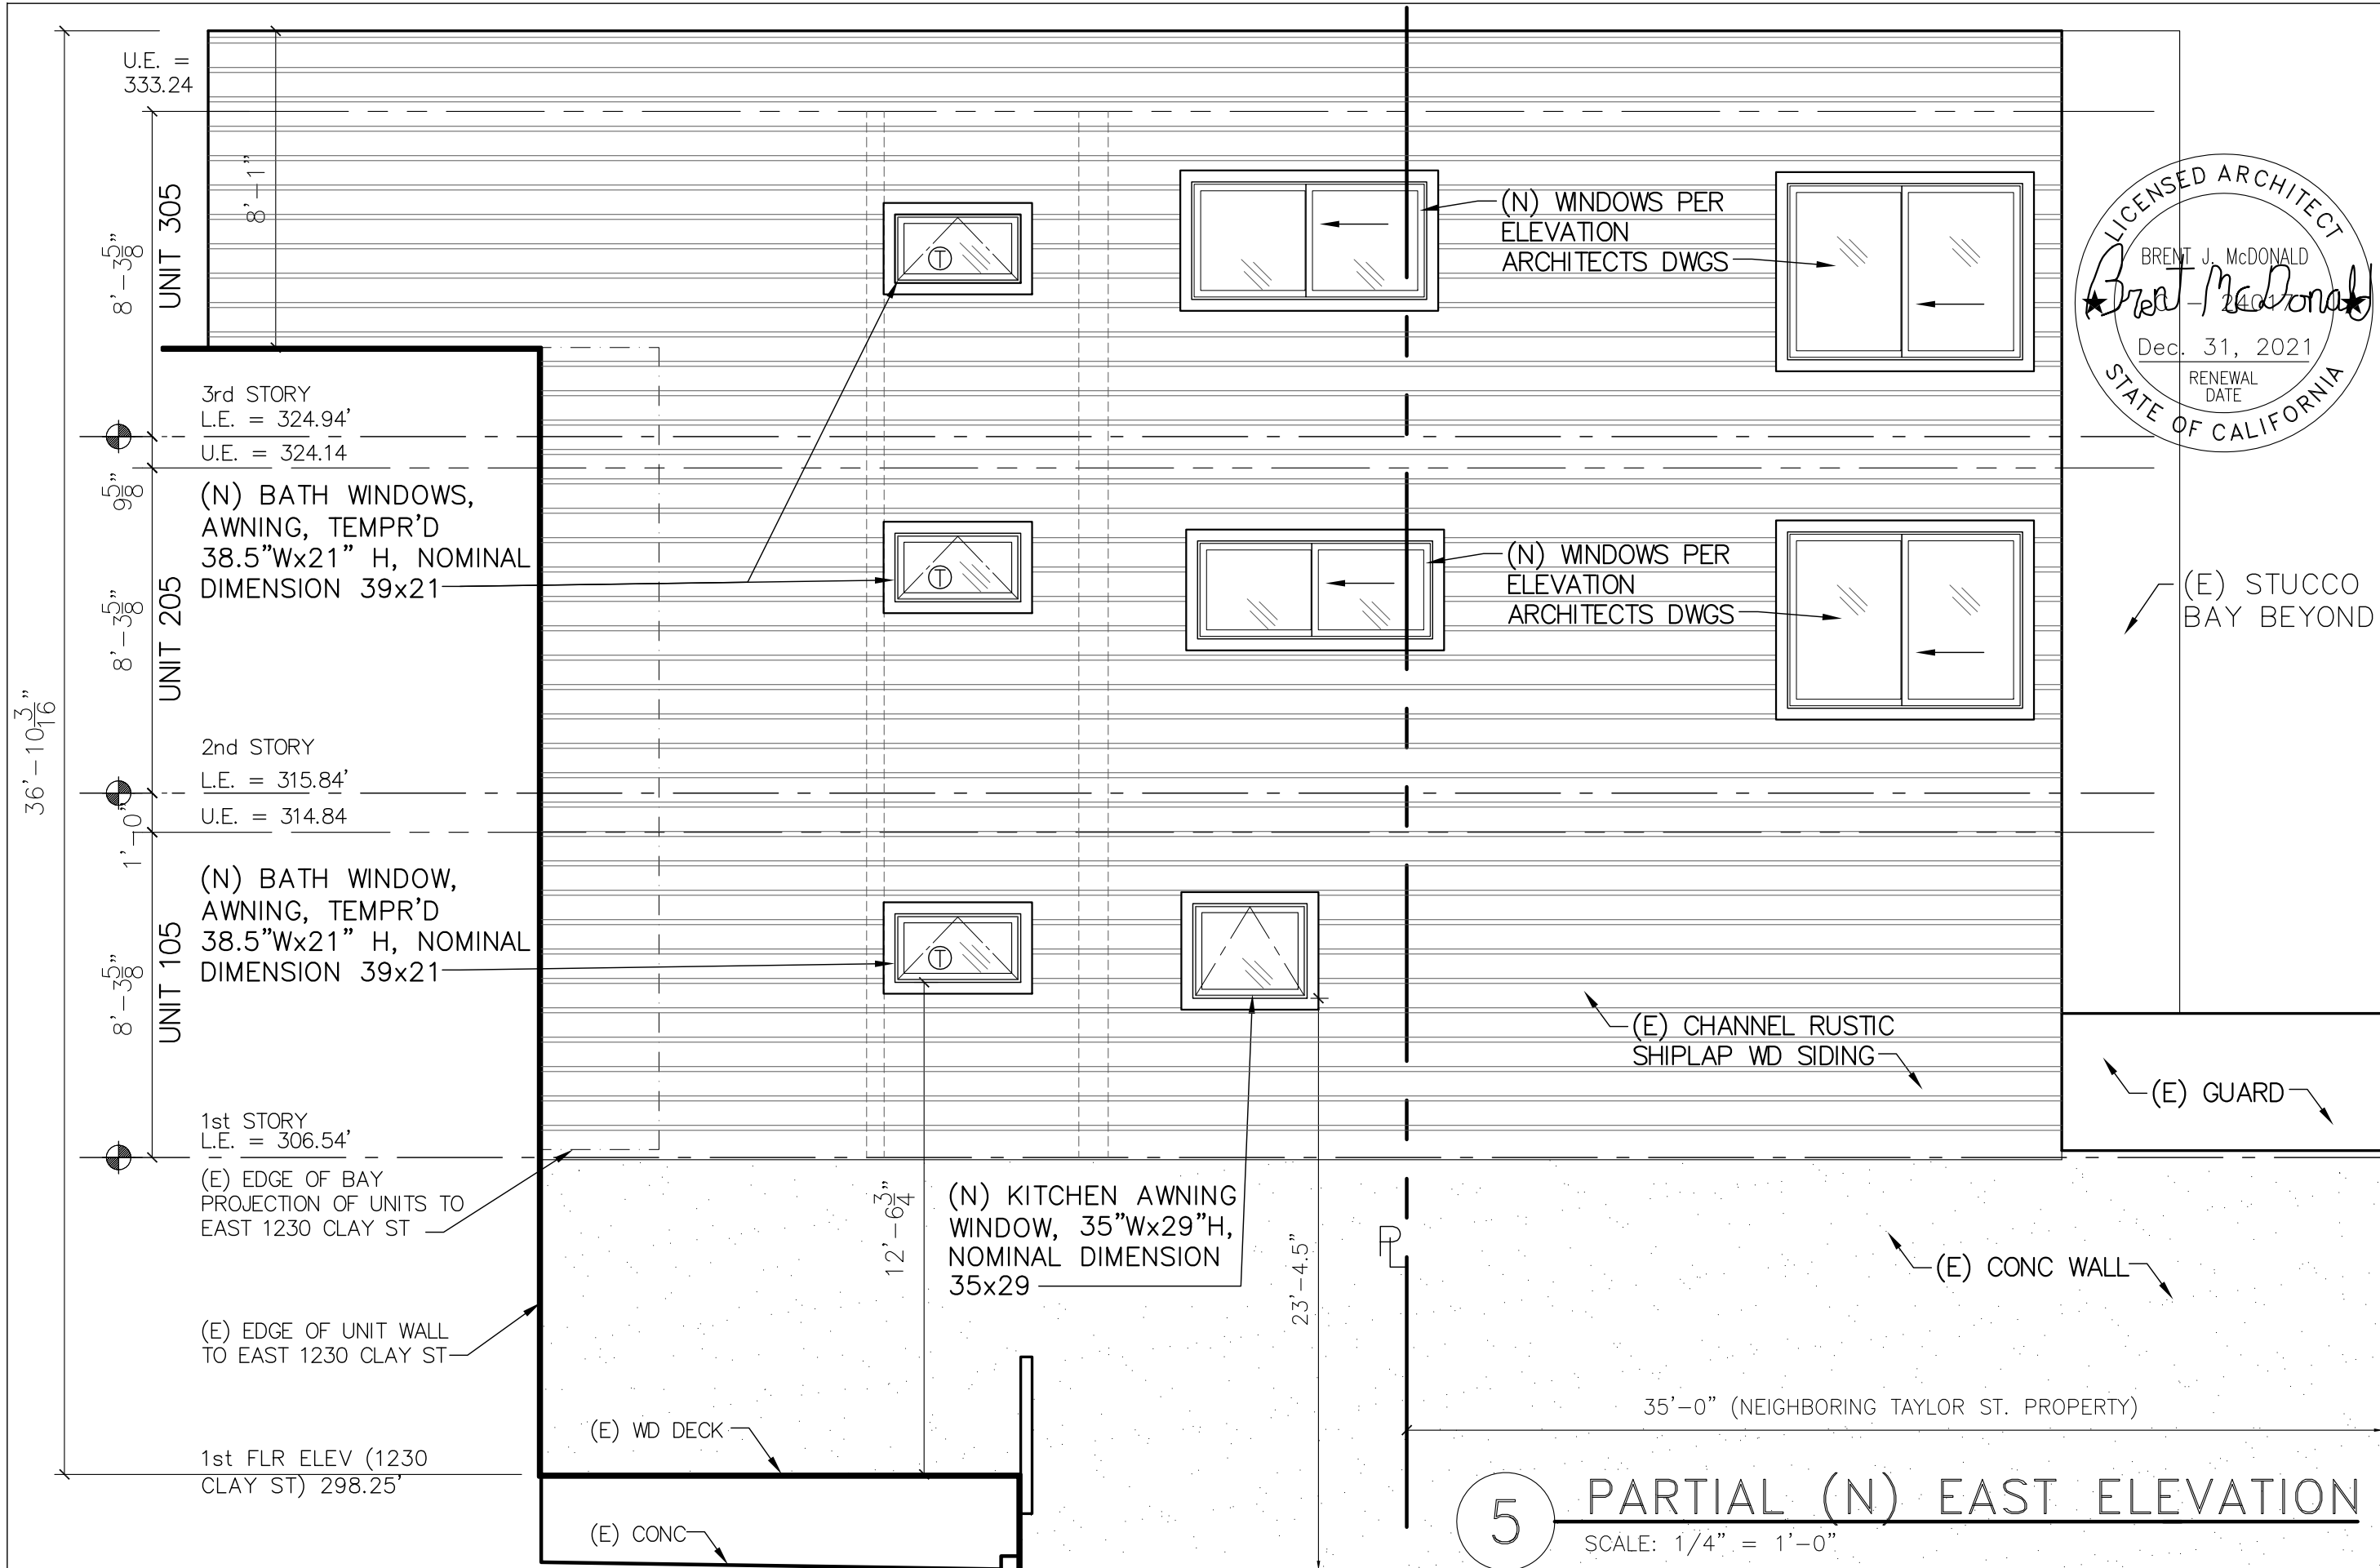 U.E. =
333.24
8'-1"
8'-3 5/8"
UNIT 305
(N) WINDOWS PER
ELEVATION
ARCHITECTS DWGS
LICENSED ARCHITECT
BRENT J. McDONALD
Brent McDonald
C - 24017
Dec. 31, 2021
RENEWAL
DATE
STATE OF CALIFORNIA
T
3rd STORY
L.E. = 324.94'
U.E. = 324.14
9 5/8"
(N) BATH WINDOWS,
AWNING, TEMPR'D
38.5"Wx21" H, NOMINAL
DIMENSION 39x21
T
(N) WINDOWS PER
ELEVATION
ARCHITECTS DWGS
(E) STUCCO
BAY BEYOND
8'-3 5/8"
UNIT 205
36'-10 3/16"
2nd STORY
L.E. = 315.84'
U.E. = 314.84
1'-0"
(N) BATH WINDOW,
AWNING, TEMPR'D
38.5"Wx21" H, NOMINAL
DIMENSION 39x21
T
8'-3 5/8"
UNIT 105
(E) CHANNEL RUSTIC
SHIPLAP WD SIDING
(E) GUARD
1st STORY
L.E. = 306.54'
(E) EDGE OF BAY
PROJECTION OF UNITS TO
EAST 1230 CLAY ST
12'-6 3/4"
(N) KITCHEN AWNING
WINDOW, 35"Wx29"H,
NOMINAL DIMENSION
35x29
23'-4.5"
PL
(E) CONC WALL
(E) EDGE OF UNIT WALL
TO EAST 1230 CLAY ST
35'-0" (NEIGHBORING TAYLOR ST. PROPERTY)
(E) WD DECK
1st FLR ELEV (1230
CLAY ST) 298.25'
(E) CONC
5
PARTIAL (N) EAST ELEVATION
SCALE: 1/4" = 1'-0"